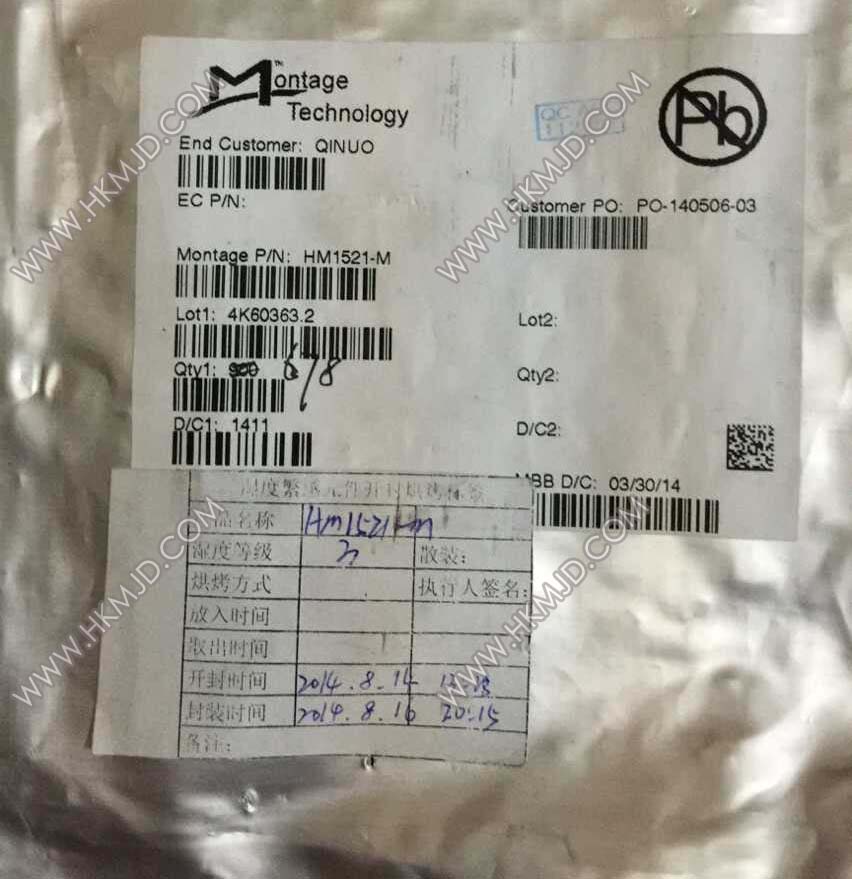 Montage™
Technology
End Customer: QINUO
EC P/N:
Customer PO: PO-140506-03
Montage P/N: HM1521-M
Lot1: 4K60363.2
Lot2:
Qty1: 900 678
Qty2:
D/C1: 1411
D/C2:
MBB D/C: 03/30/14
Pb
QC
湿度繁感元件开封烘烤标签
品名称 HM1521-M
湿度等级 3 散装:
烘烤方式 执行人签名:
放入时间
取出时间
开封时间 2014.8.14
封装时间 2014.8.16 20:15
备注:
WWW.HKMJD.COM
WWW.HKMJD.COM
WWW.HKMJD.COM
WWW.HKMJD.COM